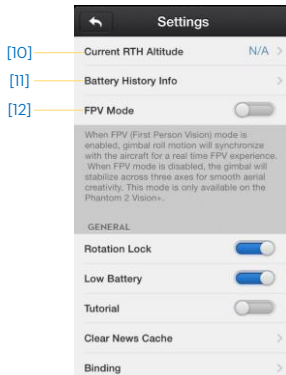 Settings
[10] Current RTH Altitude N/A >
[11] Battery History Info >
[12] FPV Mode
When FPV (First Person Vision) mode is
enabled, gimbal roll motion will synchronize
with the aircraft for a real time FPV experience.
When FPV mode is disabled, the gimbal will
stabilize across three axes for smooth aerial
creativity. This mode is only available on the
Phantom 2 Vision+.
GENERAL
Rotation Lock
Low Battery
Tutorial
Clear News Cache >
Binding >